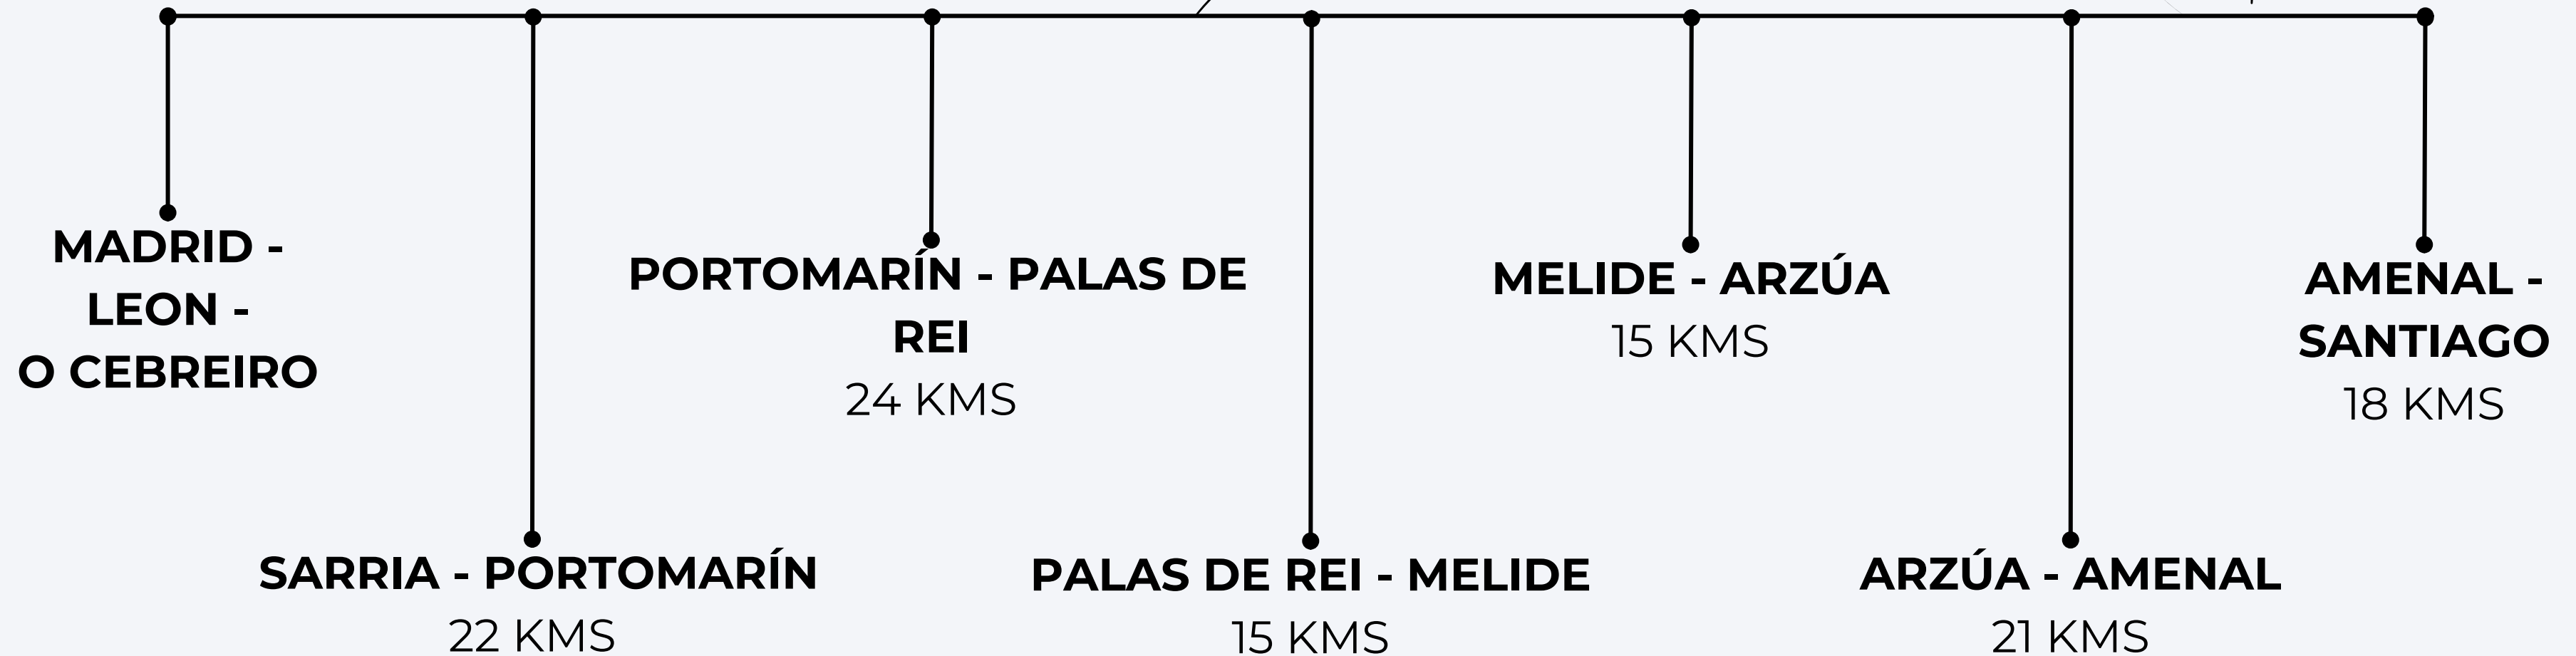 MADRID -
LEON -
O CEBREIRO
SARRIA - PORTOMARÍN
22 KMS
PORTOMARÍN - PALAS DE
REI
24 KMS
PALAS DE REI - MELIDE
15 KMS
MELIDE - ARZÚA
15 KMS
ARZÚA - AMENAL
21 KMS
AMENAL -
SANTIAGO
18 KMS